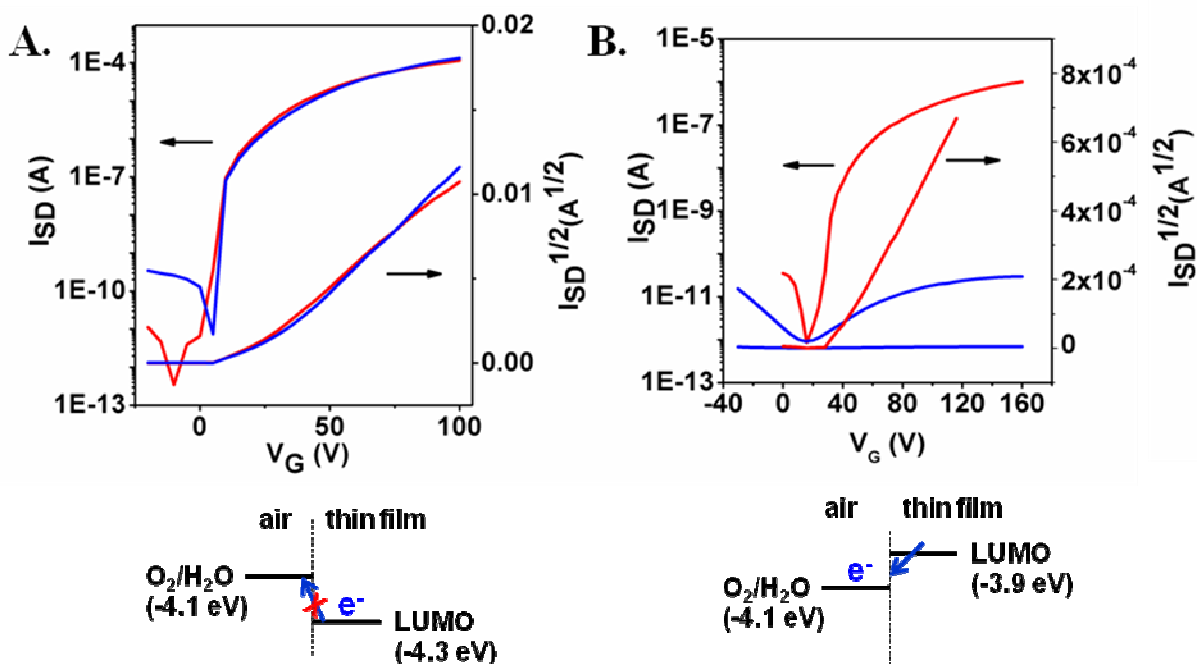 A.
1E-4
1E-7
1E-10
1E-13
I_SD (A)
0.02
0.01
0.00
I_SD^1/2(A^1/2)
0
50
100
V_G (V)
B.
1E-5
1E-7
1E-9
1E-11
1E-13
I_SD (A)
8x10^-4
6x10^-4
4x10^-4
2x10^-4
0
I_SD^1/2(A^1/2)
-40
0
40
80
120
160
V_G (V)
air
thin film
O₂/H₂O
(-4.1 eV)
e⁻
LUMO
(-4.3 eV)
air
thin film
O₂/H₂O
(-4.1 eV)
e⁻
LUMO
(-3.9 eV)